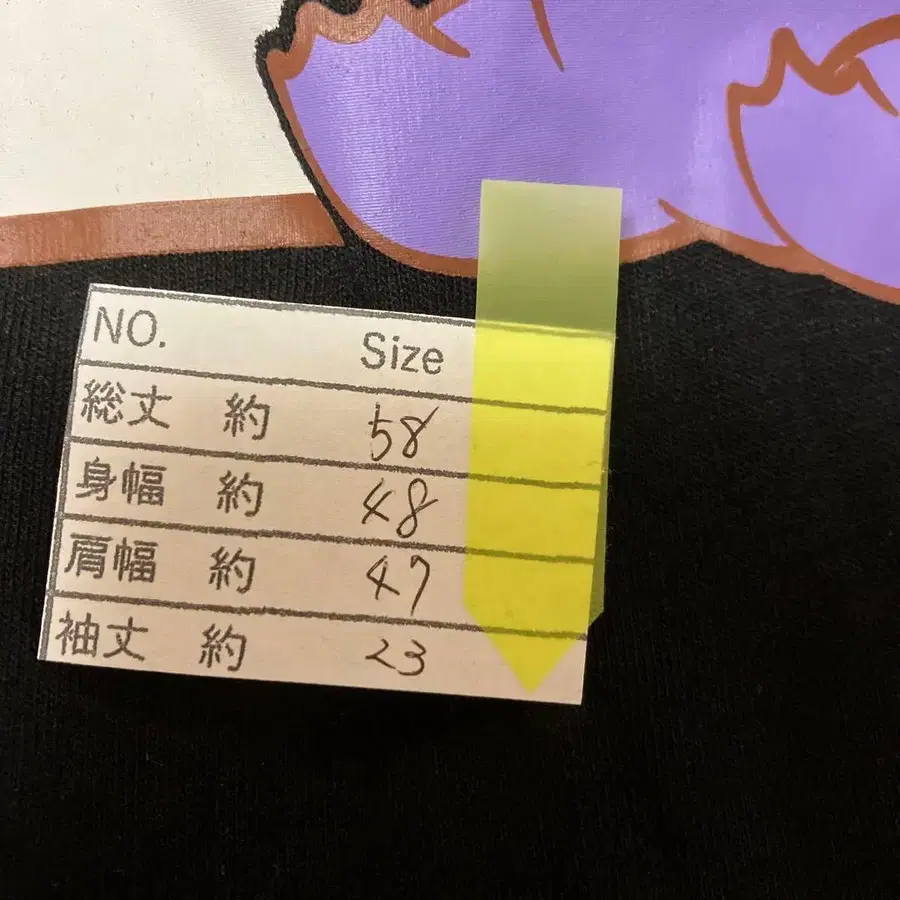 NO. Size
総丈 約 58
身幅 約 48
肩幅 約 47
袖丈 約 23